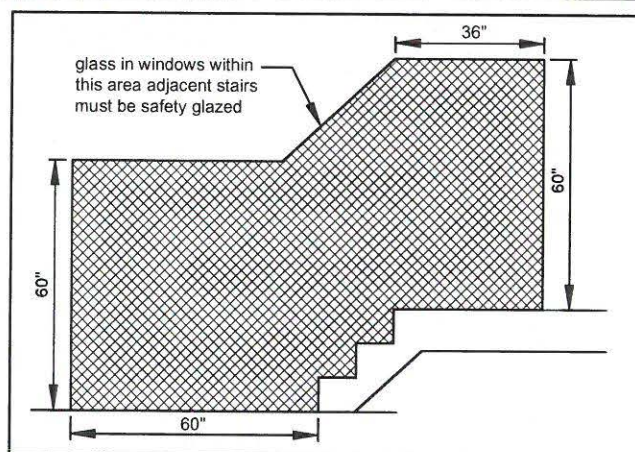 36"
glass in windows within
this area adjacent stairs
must be safety glazed
60"
60"
60"